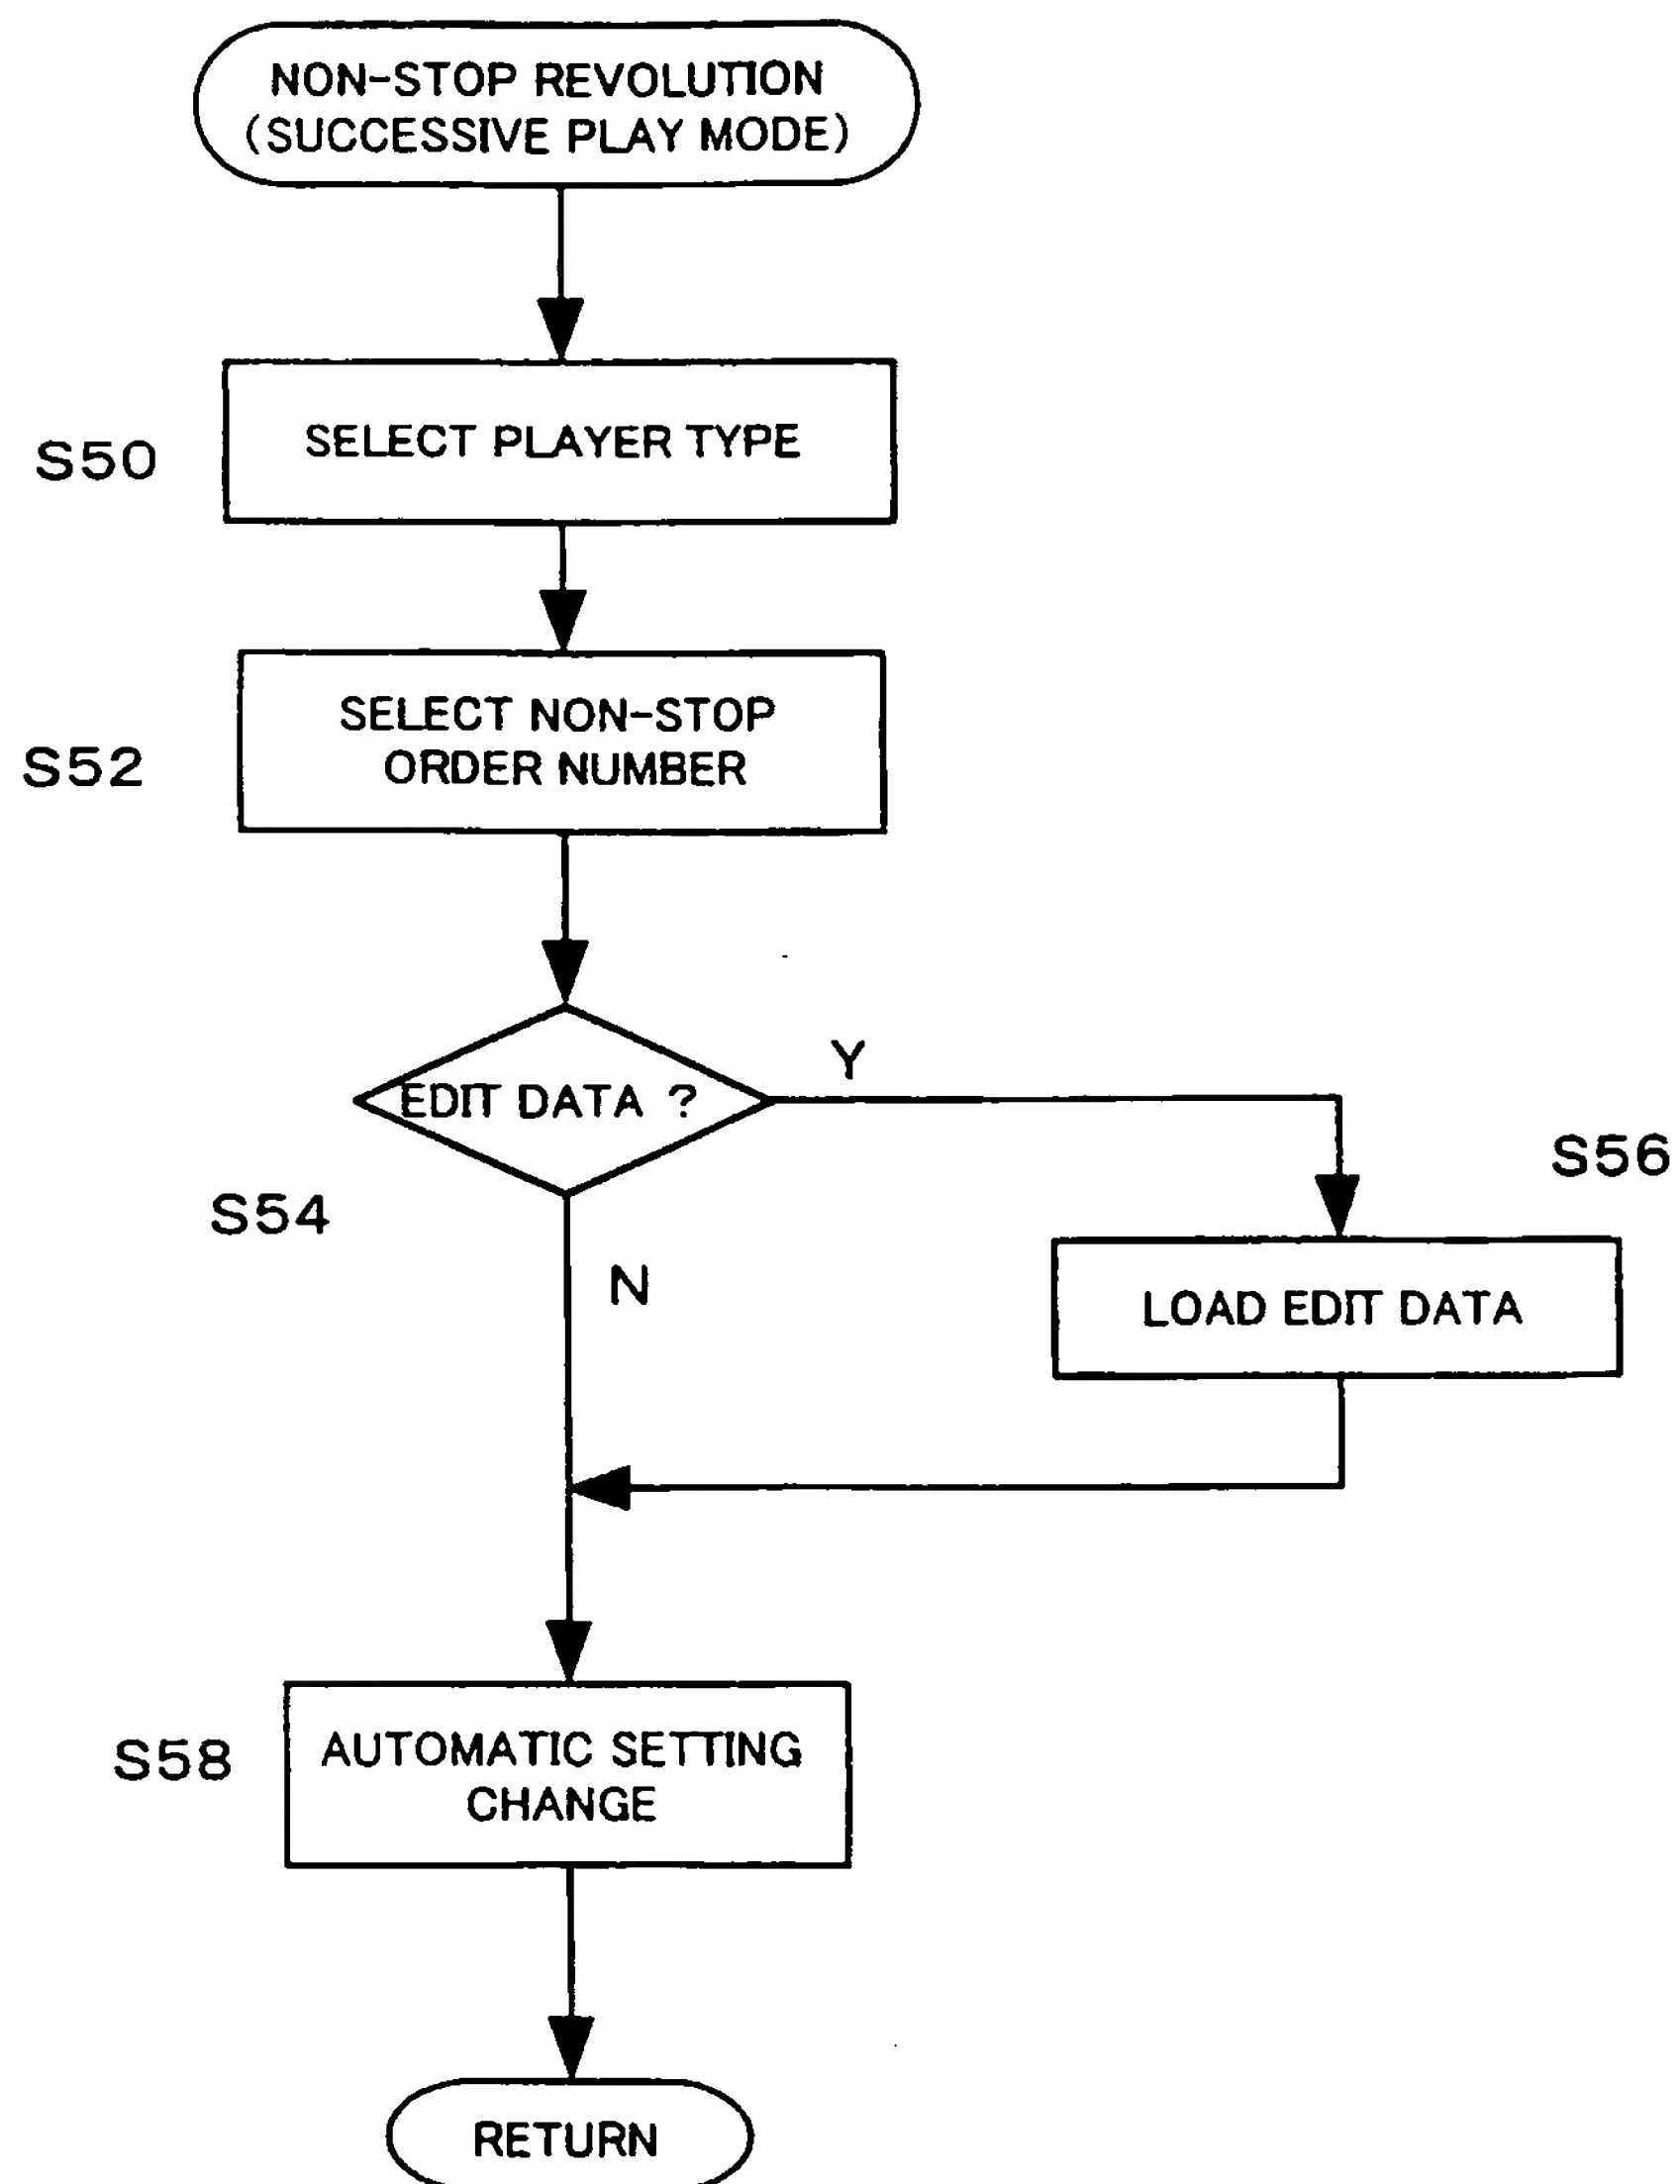 NON-STOP REVOLUTION
(SUCCESSIVE PLAY MODE)
S50
SELECT PLAYER TYPE
S52
SELECT NON-STOP
ORDER NUMBER
EDIT DATA ?
Y
S54
N
S56
LOAD EDIT DATA
S58
AUTOMATIC SETTING
CHANGE
RETURN